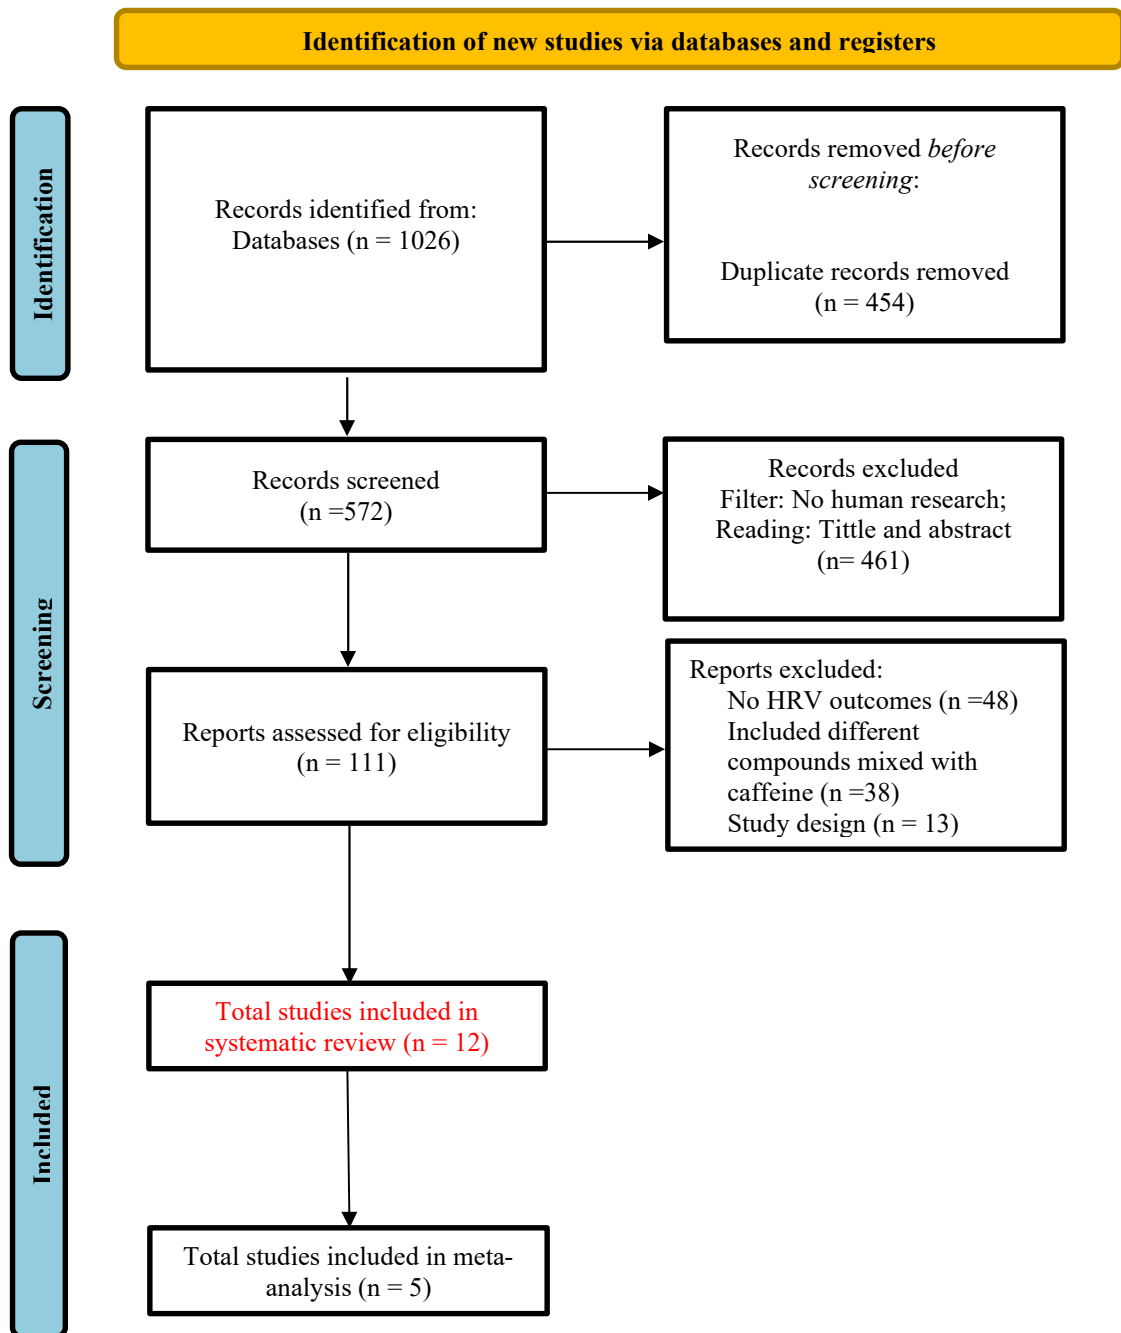 Identification of new studies via databases and registers
Identification
Records identified from:
Databases (n = 1026)
Records removed before
screening:
Duplicate records removed
(n = 454)
Screening
Records screened
(n =572)
Records excluded
Filter: No human research;
Reading: Tittle and abstract
(n= 461)
Reports assessed for eligibility
(n = 111)
Reports excluded:
No HRV outcomes (n =48)
Included different
compounds mixed with
caffeine (n =38)
Study design (n = 13)
Included
Total studies included in
systematic review (n = 12)
Total studies included in meta-
analysis (n = 5)